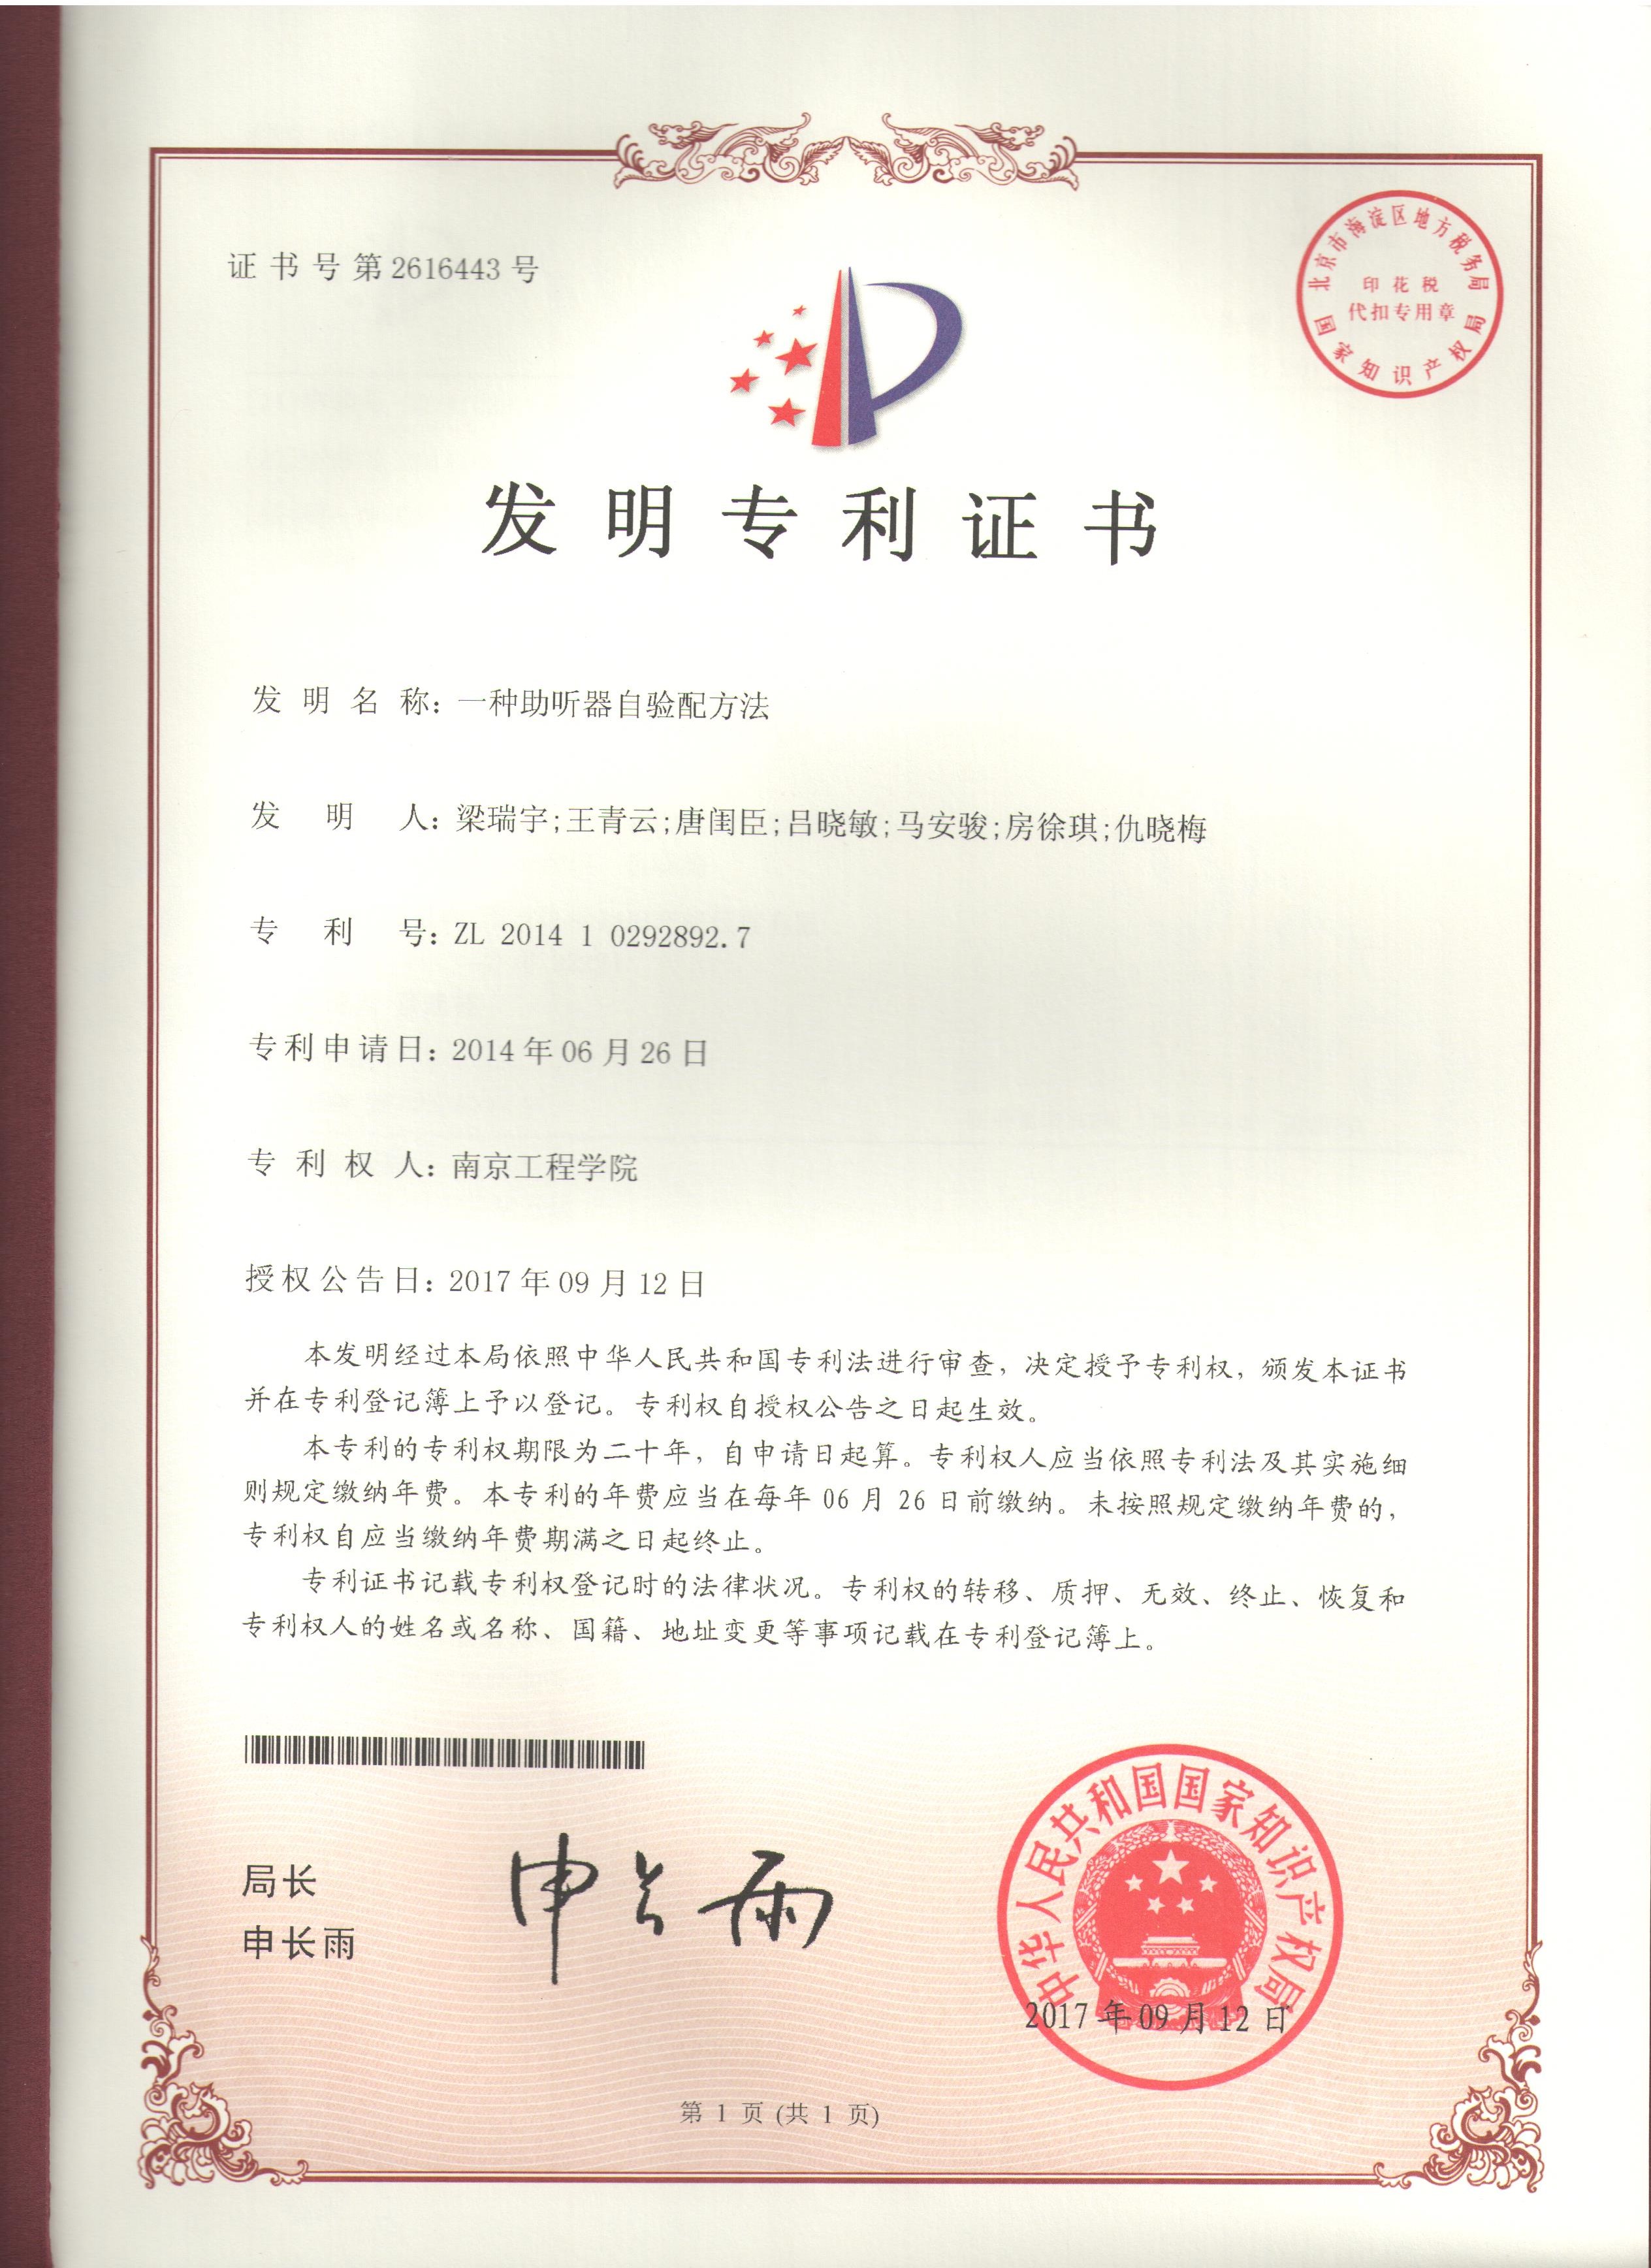 证书号第2616443号
北京市海淀区地方税务局
印花税
代扣专用章
国家知识产权局
发明专利证书
发明名称：一种助听器自验配方法
发明人：梁瑞宇;王青云;唐闺臣;吕晓敏;马安骏;房徐琪;仇晓梅
专利号：ZL 2014 1 0292892.7
专利申请日：2014年06月26日
专利权人：南京工程学院
授权公告日：2017年09月12日
本发明经过本局依照中华人民共和国专利法进行审查，决定授予专利权，颁发本证书
并在专利登记簿上予以登记。专利权自授权公告之日起生效。
本专利的专利权期限为二十年，自申请日起算。专利权人应当依照专利法及其实施细
则规定缴纳年费。本专利的年费应当在每年06月26日前缴纳。未按照规定缴纳年费的，
专利权自应当缴纳年费期满之日起终止。
专利证书记载专利权登记时的法律状况。专利权的转移、质押、无效、终止、恢复和
专利权人的姓名或名称、国籍、地址变更等事项记载在专利登记簿上。
局长
申长雨
申长雨
中华人民共和国国家知识产权局
2017年09月12日
第 1 页 (共 1 页)